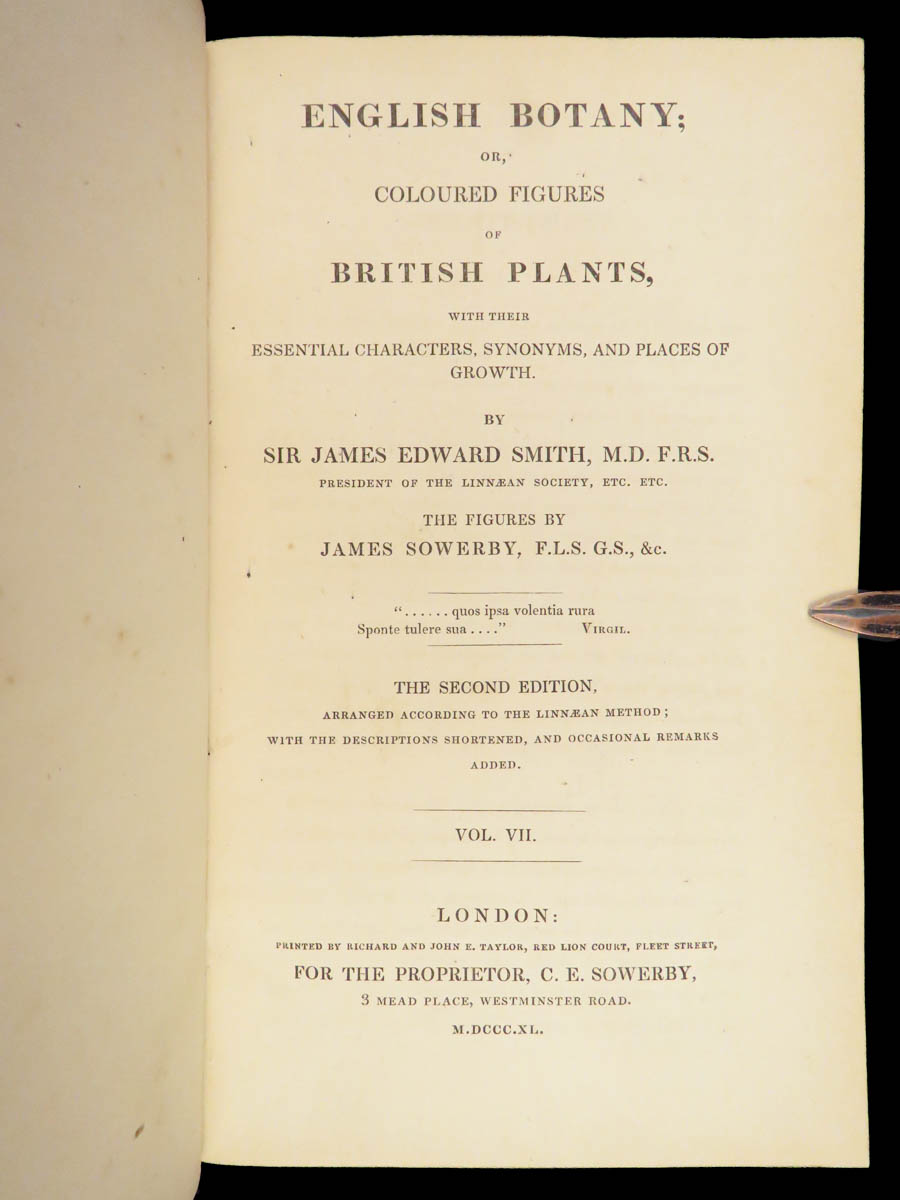 ENGLISH BOTANY;
OR,
COLOURED FIGURES
OF
BRITISH PLANTS,
WITH THEIR
ESSENTIAL CHARACTERS, SYNONYMS, AND PLACES OF
GROWTH.
BY
SIR JAMES EDWARD SMITH, M.D. F.R.S.
PRESIDENT OF THE LINNÆAN SOCIETY, ETC. ETC.
THE FIGURES BY
JAMES SOWERBY, F.L.S. G.S., &c.
“...... quos ipsa volentia rura
Sponte tulere sua....” VIRGIL.
THE SECOND EDITION,
ARRANGED ACCORDING TO THE LINNÆAN METHOD;
WITH THE DESCRIPTIONS SHORTENED, AND OCCASIONAL REMARKS
ADDED.
VOL. VII.
LONDON:
PRINTED BY RICHARD AND JOHN E. TAYLOR, RED LION COURT, FLEET STREET,
FOR THE PROPRIETOR, C. E. SOWERBY,
3 MEAD PLACE, WESTMINSTER ROAD.
M.DCCC.XL.